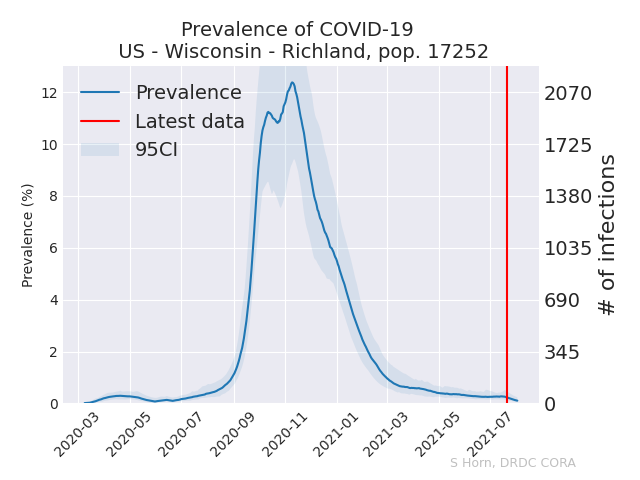 Prevalence of COVID-19
US - Wisconsin - Richland, pop. 17252
Prevalence
Latest data
95CI
Prevalence (%)
12
10
8
6
4
2
0
2070
1725
1380
1035
690
345
0
# of infections
2020-03
2020-05
2020-07
2020-09
2020-11
2021-01
2021-03
2021-05
2021-07
S Horn, DRDC CORA